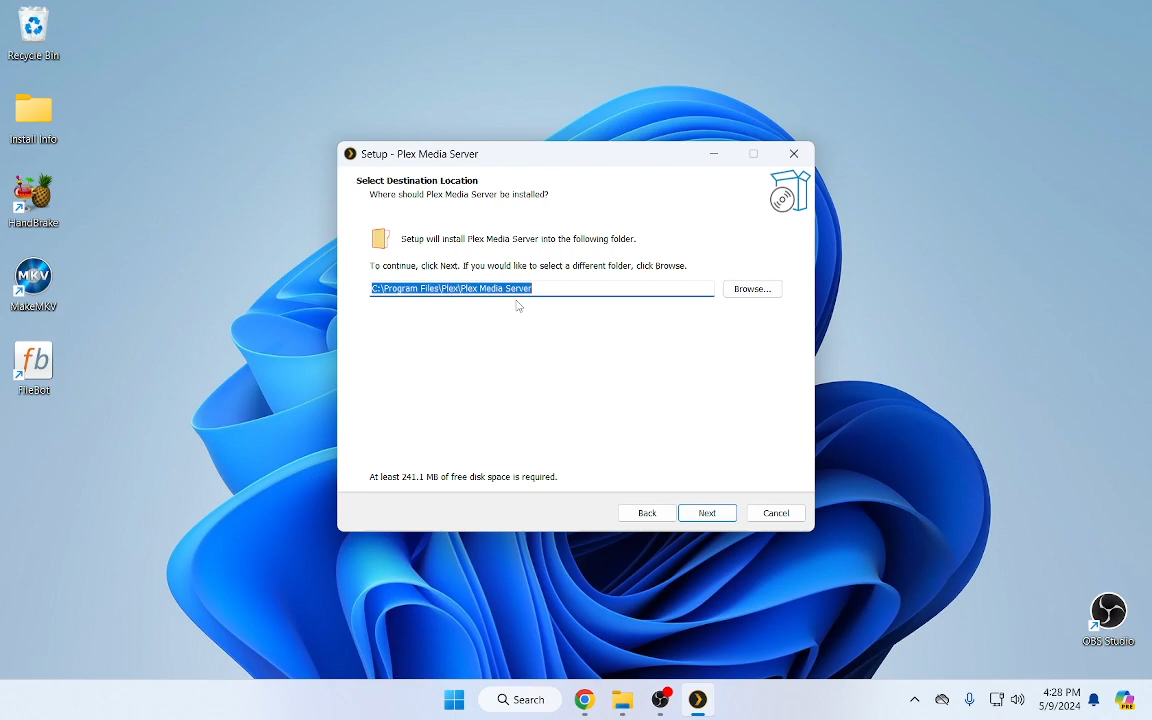 Recycle Bin
Install Info
HandBrake
MKV
MakeMKV
fb
FileBot
Setup - Plex Media Server
Select Destination Location
Where should Plex Media Server be installed?
Setup will install Plex Media Server into the following folder.
To continue, click Next. If you would like to select a different folder, click Browse.
C:\Program Files\Plex\Plex Media Server
Browse...
At least 241.1 MB of free disk space is required.
Back
Next
Cancel
OBS Studio
Search
4:28 PM
5/9/2024
PRE